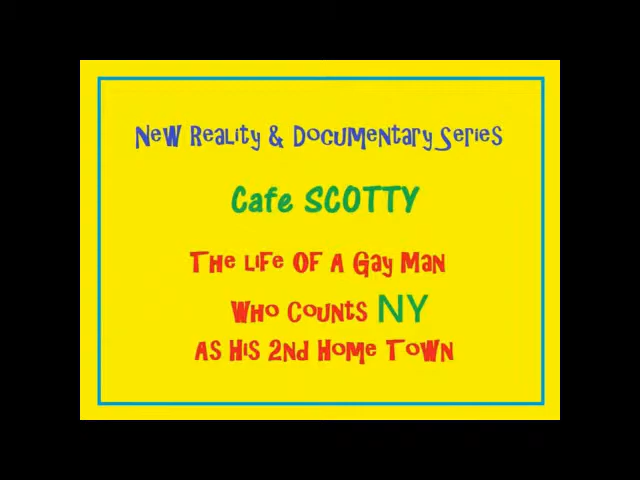 New Reality & Documentary Series
Cafe SCOTTY
The Life Of A Gay Man
Who Counts NY
As His 2nd Home Town